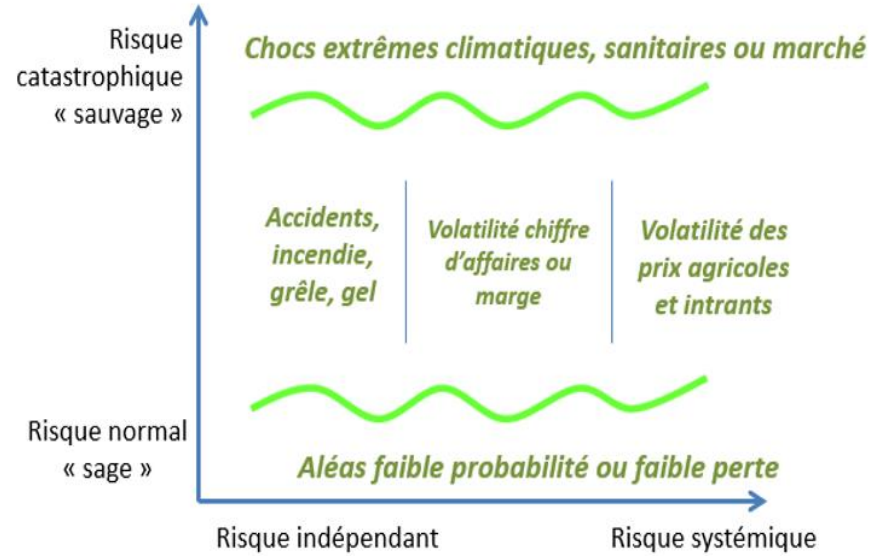 Risque
catastrophique
« sauvage »
Chocs extrêmes climatiques, sanitaires ou marché
Accidents,
incendie,
grêle, gel
Volatilité chiffre
d’affaires ou
marge
Volatilité des
prix agricoles
et intrants
Risque normal
« sage »
Aléas faible probabilité ou faible perte
Risque indépendant
Risque systémique